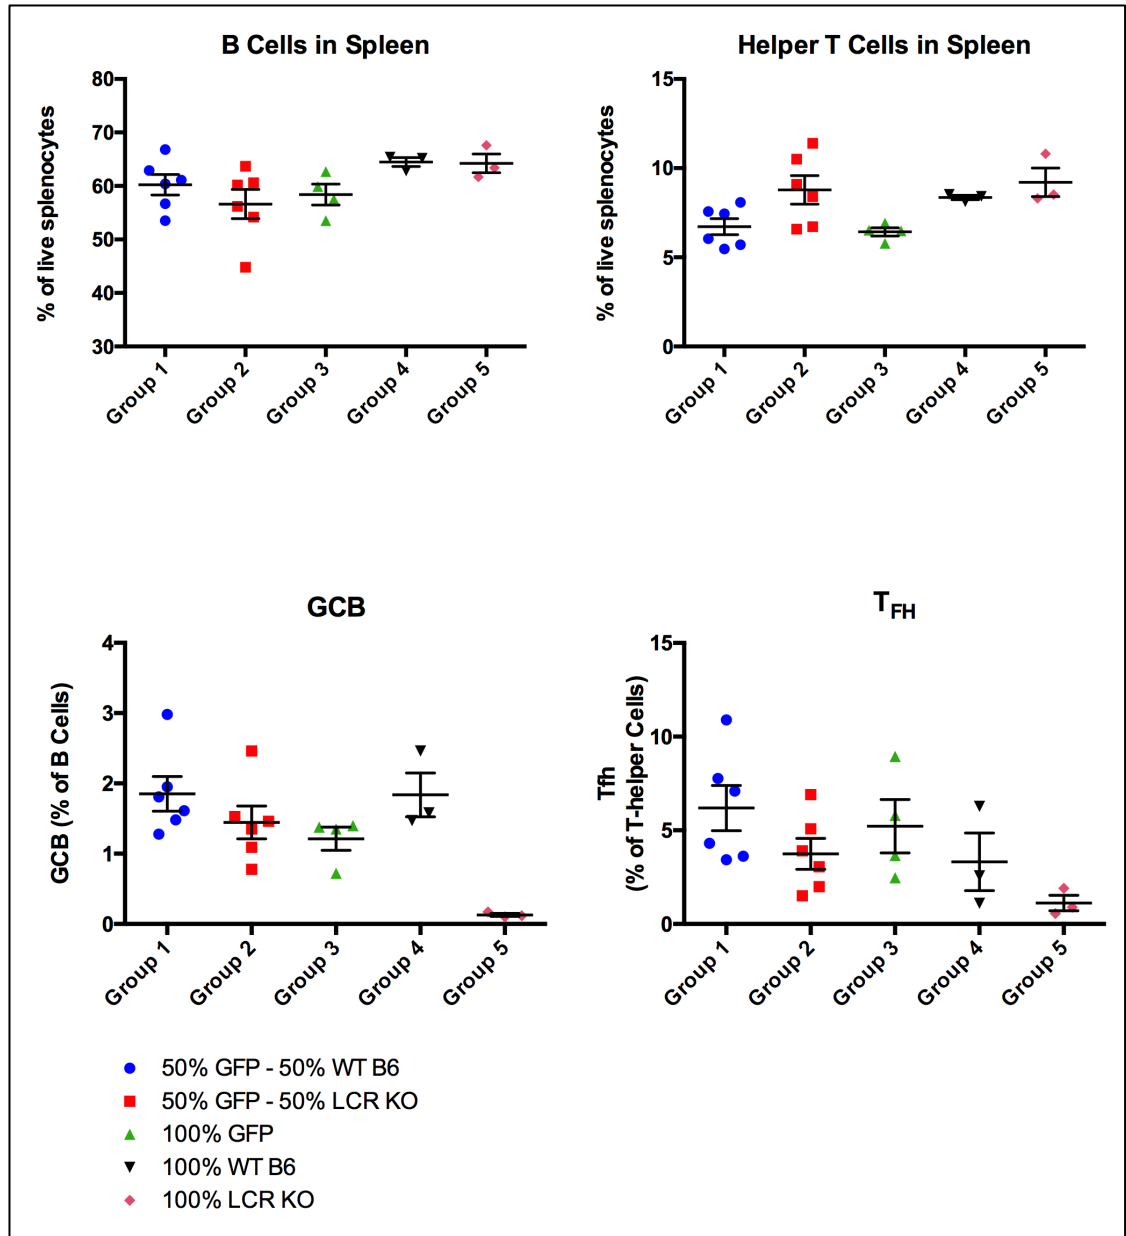 B Cells in Spleen
% of live splenocytes
80
70
60
50
40
30
Group 1
Group 2
Group 3
Group 4
Group 5
Helper T Cells in Spleen
% of live splenocytes
15
10
5
0
Group 1
Group 2
Group 3
Group 4
Group 5
GCB
GCB (% of B Cells)
4
3
2
1
0
Group 1
Group 2
Group 3
Group 4
Group 5
TFH
Tfh
(% of T-helper Cells)
15
10
5
0
Group 1
Group 2
Group 3
Group 4
Group 5
50% GFP - 50% WT B6
50% GFP - 50% LCR KO
100% GFP
100% WT B6
100% LCR KO